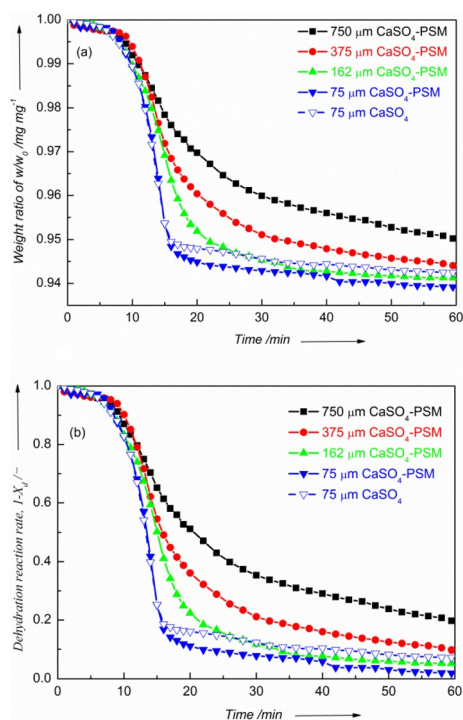 1.00
0.99
0.98
0.97
0.96
0.95
0.94
Weight ratio of w/w₀/mg mg⁻¹
(a)
750 μm CaSO₄-PSM
375 μm CaSO₄-PSM
162 μm CaSO₄-PSM
75 μm CaSO₄-PSM
75 μm CaSO₄
0 10 20 30 40 50 60
Time /min
1.0
0.8
0.6
0.4
0.2
0.0
Dehydration reaction rate, 1-X_d/−
(b)
750 μm CaSO₄-PSM
375 μm CaSO₄-PSM
162 μm CaSO₄-PSM
75 μm CaSO₄-PSM
75 μm CaSO₄
0 10 20 30 40 50 60
Time /min